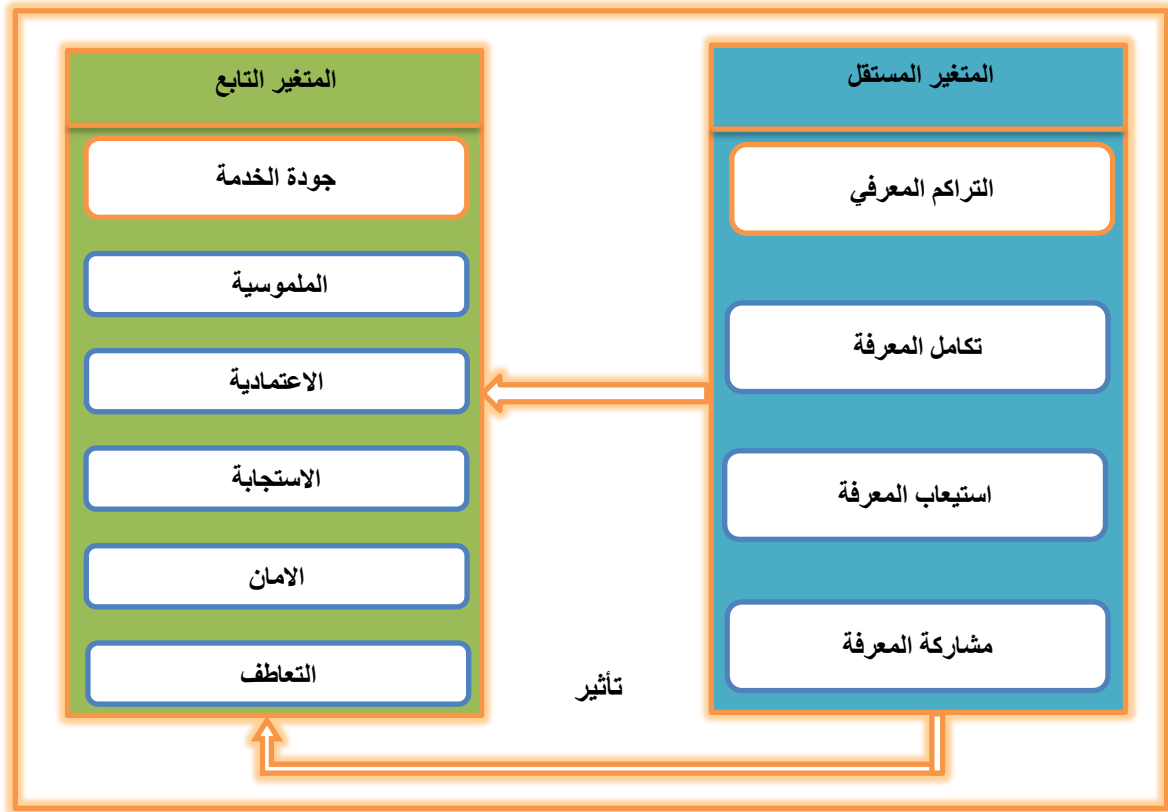 المتغير المستقل
التراكم المعرفي
تكامل المعرفة
استيعاب المعرفة
مشاركة المعرفة
تأثير
المتغير التابع
جودة الخدمة
الملموسية
الاعتمادية
الاستجابة
الامان
التعاطف